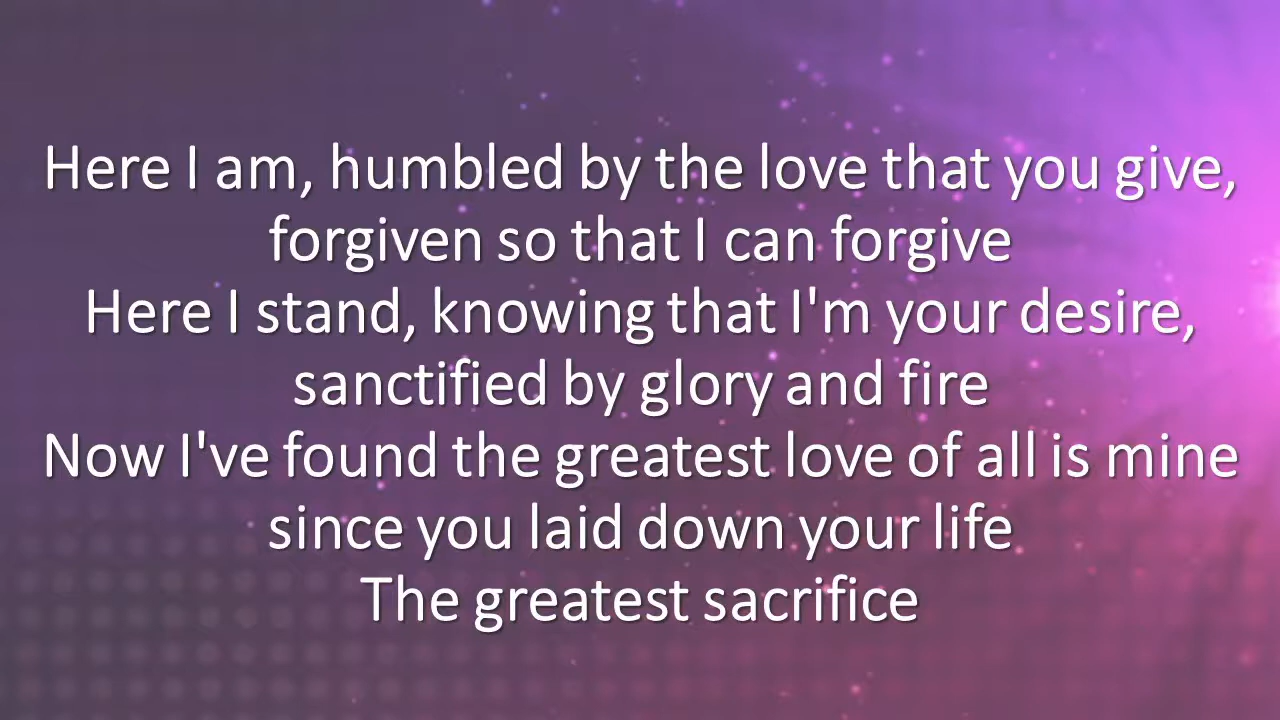 Here I am, humbled by the love that you give,
forgiven so that I can forgive
Here I stand, knowing that I'm your desire,
sanctified by glory and fire
Now I've found the greatest love of all is mine
since you laid down your life
The greatest sacrifice